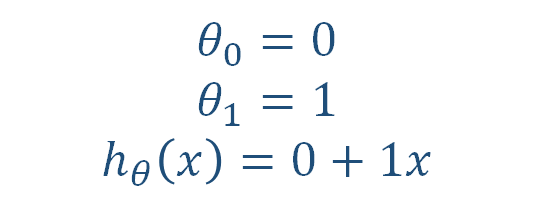 θ₀ = 0
θ₁ = 1
h_θ(x) = 0 + 1x